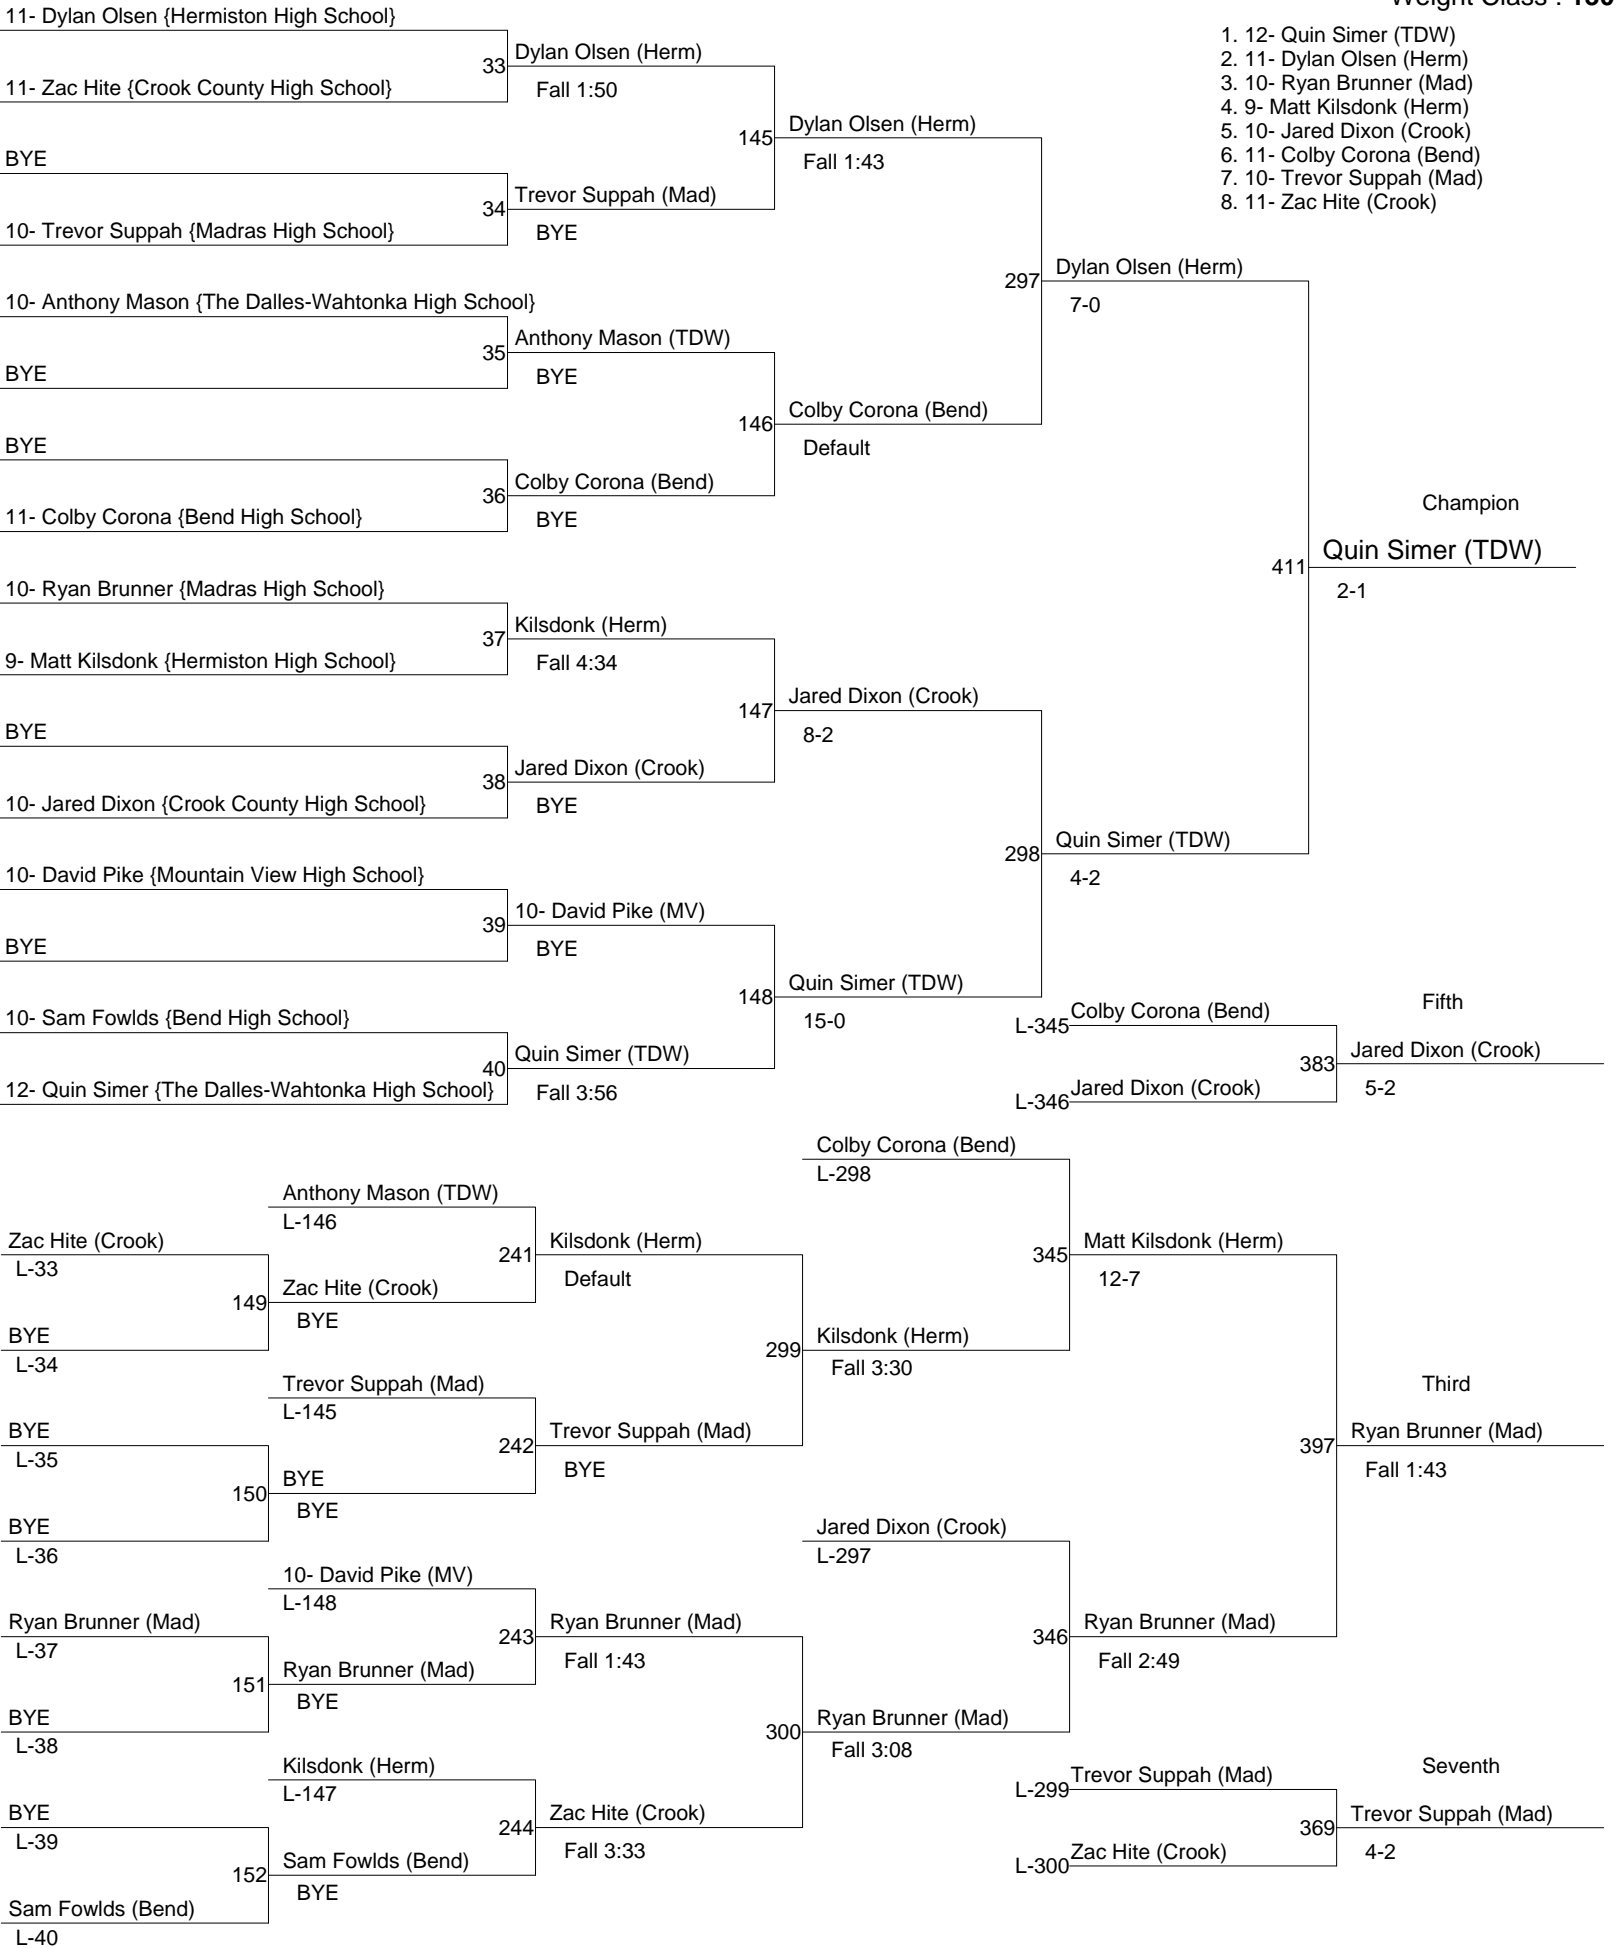 Weight Class :
1. 12- Quin Simer (TDW)
2. 11- Dylan Olsen (Herm)
3. 10- Ryan Brunner (Mad)
4. 9- Matt Kilsdonk (Herm)
5. 10- Jared Dixon (Crook)
6. 11- Colby Corona (Bend)
7. 10- Trevor Suppah (Mad)
8. 11- Zac Hite (Crook)
11- Dylan Olsen {Hermiston High School}
33
Dylan Olsen (Herm)
Fall 1:50
11- Zac Hite {Crook County High School}
145
Dylan Olsen (Herm)
Fall 1:43
BYE
34
Trevor Suppah (Mad)
BYE
10- Trevor Suppah {Madras High School}
297
Dylan Olsen (Herm)
7-0
10- Anthony Mason {The Dalles-Wahtonka High School}
35
Anthony Mason (TDW)
BYE
BYE
146
Colby Corona (Bend)
Default
BYE
36
Colby Corona (Bend)
BYE
11- Colby Corona {Bend High School}
Champion
411
Quin Simer (TDW)
2-1
10- Ryan Brunner {Madras High School}
37
Kilsdonk (Herm)
Fall 4:34
9- Matt Kilsdonk {Hermiston High School}
147
Jared Dixon (Crook)
8-2
BYE
38
Jared Dixon (Crook)
BYE
10- Jared Dixon {Crook County High School}
298
Quin Simer (TDW)
4-2
10- David Pike {Mountain View High School}
39
10- David Pike (MV)
BYE
BYE
148
Quin Simer (TDW)
15-0
10- Sam Fowlds {Bend High School}
40
Quin Simer (TDW)
Fall 3:56
12- Quin Simer {The Dalles-Wahtonka High School}
Fifth
L-345
Colby Corona (Bend)
383
Jared Dixon (Crook)
5-2
L-346
Jared Dixon (Crook)
Colby Corona (Bend)
L-298
Anthony Mason (TDW)
L-146
Zac Hite (Crook)
L-33
241
Kilsdonk (Herm)
Default
345
Matt Kilsdonk (Herm)
12-7
149
Zac Hite (Crook)
BYE
BYE
L-34
299
Kilsdonk (Herm)
Fall 3:30
Trevor Suppah (Mad)
L-145
Third
BYE
L-35
242
Trevor Suppah (Mad)
BYE
397
Ryan Brunner (Mad)
Fall 1:43
150
BYE
BYE
BYE
L-36
Jared Dixon (Crook)
L-297
10- David Pike (MV)
L-148
Ryan Brunner (Mad)
L-37
243
Ryan Brunner (Mad)
Fall 1:43
346
Ryan Brunner (Mad)
Fall 2:49
151
Ryan Brunner (Mad)
BYE
BYE
L-38
300
Ryan Brunner (Mad)
Fall 3:08
Kilsdonk (Herm)
L-147
Seventh
L-299
Trevor Suppah (Mad)
BYE
L-39
244
Zac Hite (Crook)
Fall 3:33
369
Trevor Suppah (Mad)
4-2
152
Sam Fowlds (Bend)
BYE
L-300
Zac Hite (Crook)
Sam Fowlds (Bend)
L-40